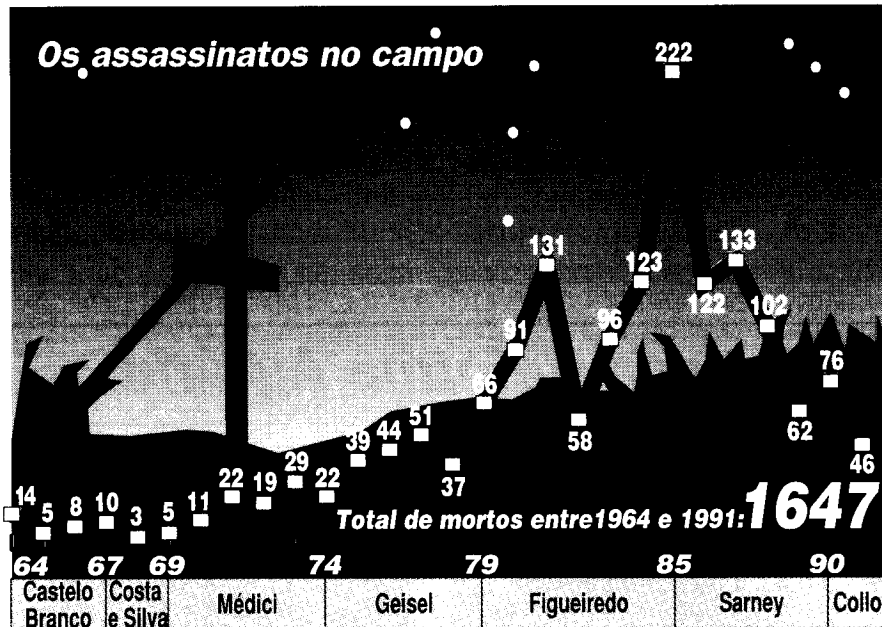 Os assassinatos no campo
222
131
133
123
122
102
91
96
66
76
58
62
51
44
39
37
46
29
22
19
22
14
5
8
10
3
5
11
Total de mortos entre1964 e 1991:1647
64 67 69 74 79 85 90
Castelo Branco
Costa e Silva
Médici
Geisel
Figueiredo
Sarney
Collo